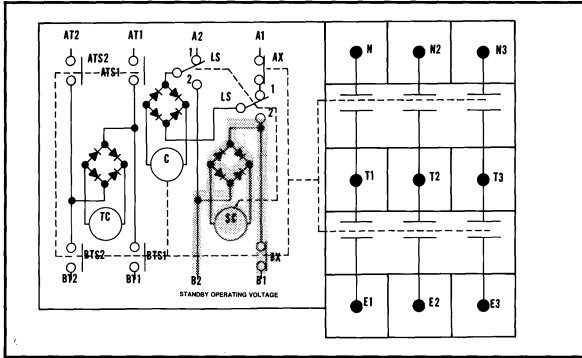 AT2 AT1 A2 A1
ATS2 1 LS AX
ATS1
2 LS 1
2
C
TC SC
BTS2 BTS1 BX
BT2 BT1 B2 B1
STANDBY OPERATING VOLTAGE
N N2 N3
T1 T2 T3
E1 E2 E3